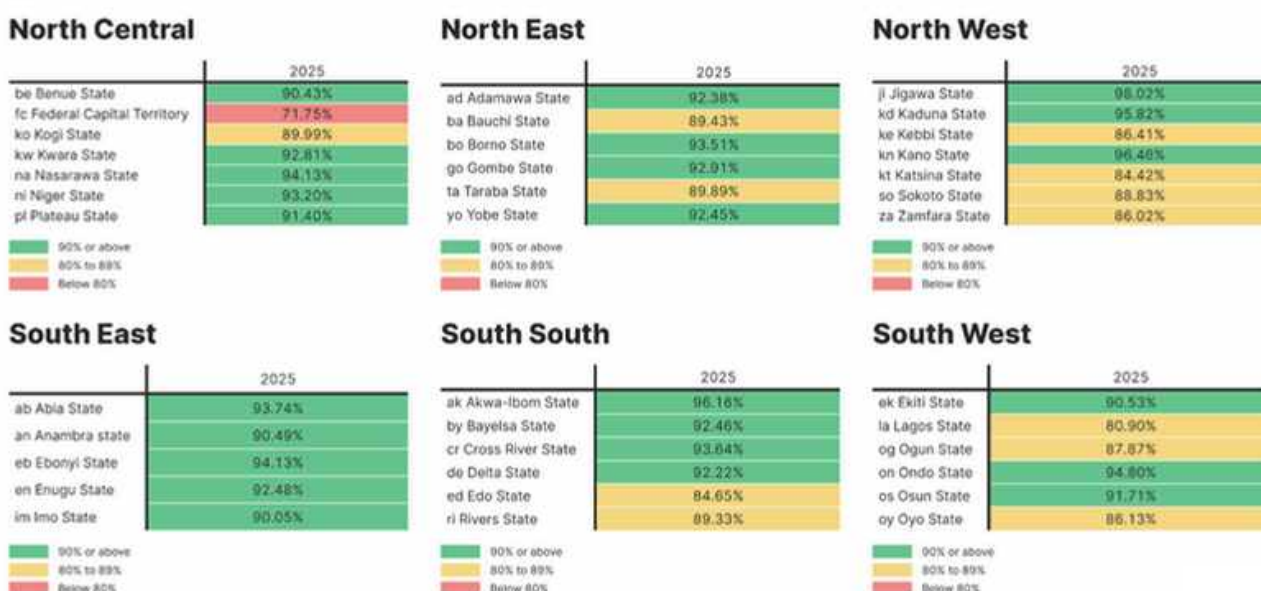 North Central
2025
be Benue State 90.43%
fc Federal Capital Territory 71.75%
ko Kogi State 89.99%
kw Kwara State 92.81%
na Nasarawa State 94.13%
ni Niger State 93.20%
pl Plateau State 91.40%
90% or above
80% to 89%
Below 80%
North East
2025
ad Adamawa State 92.38%
ba Bauchi State 89.43%
bo Borno State 93.51%
go Gombe State 92.91%
ta Taraba State 89.89%
yo Yobe State 92.45%
90% or above
80% to 89%
Below 80%
North West
2025
ji Jigawa State 98.02%
kd Kaduna State 95.82%
ke Kebbi State 86.41%
kn Kano State 96.46%
kt Katsina State 84.42%
so Sokoto State 88.83%
za Zamfara State 86.02%
90% or above
80% to 89%
Below 80%
South East
2025
ab Abia State 93.74%
an Anambra state 90.49%
eb Ebonyi State 94.13%
en Enugu State 92.48%
im Imo State 90.05%
90% or above
80% to 89%
Below 80%
South South
2025
ak Akwa-Ibom State 96.16%
by Bayelsa State 92.46%
cr Cross River State 93.64%
de Delta State 92.22%
ed Edo State 84.65%
ri Rivers State 89.33%
90% or above
80% to 89%
Below 80%
South West
2025
ek Ekiti State 90.53%
la Lagos State 80.90%
og Ogun State 87.87%
on Ondo State 94.80%
os Osun State 91.71%
oy Oyo State 86.13%
90% or above
80% to 89%
Below 80%